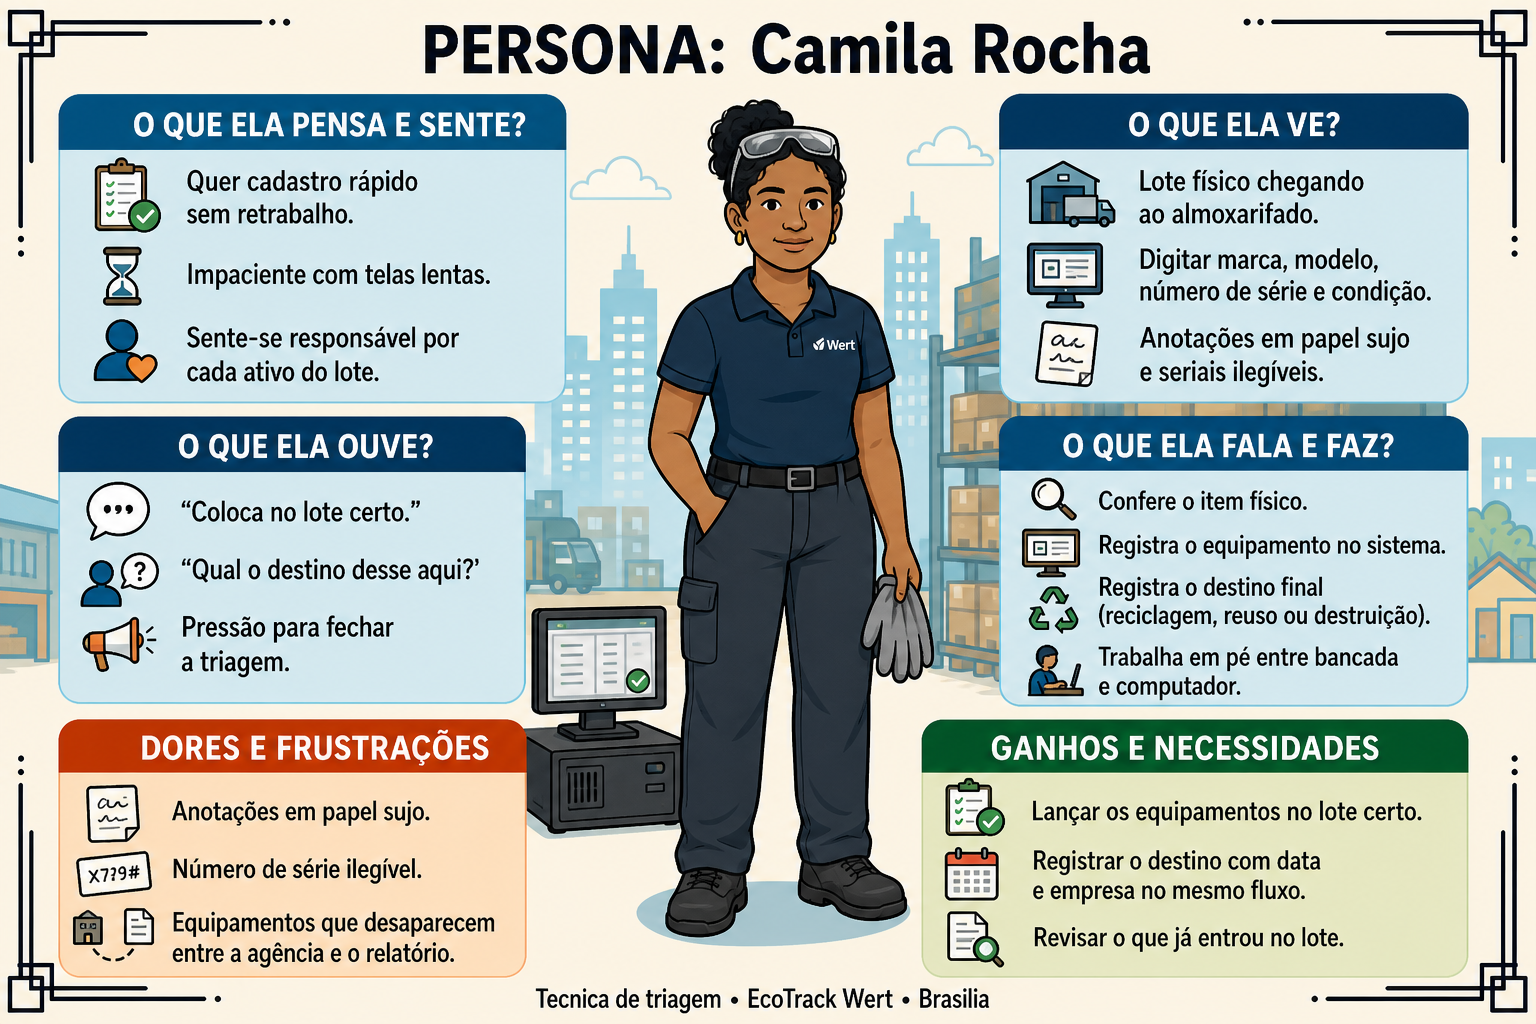 PERSONA: Camila Rocha
O QUE ELA PENSA E SENTE?
Quer cadastro rápido
sem retrabalho.
Impaciente com telas lentas.
Sente-se responsável por
cada ativo do lote.
O QUE ELA VE?
Lote físico chegando
ao almoxarifado.
Digitar marca, modelo,
número de série e condição.
Anotações em papel sujo
e seriais ilegíveis.
Wert
O QUE ELA OUVE?
“Coloca no lote certo.”
?
“Qual o destino desse aqui?’
Pressão para fechar
a triagem.
O QUE ELA FALA E FAZ?
Confere o item físico.
Registra o equipamento no sistema.
Registra o destino final
(reciclagem, reuso ou destruição).
Trabalha em pé entre bancada
e computador.
DORES E FRUSTRAÇÕES
Anotações em papel sujo.
X7?9#
Número de série ilegível.
Equipamentos que desaparecem
entre a agência e o relatório.
GANHOS E NECESSIDADES
Lançar os equipamentos no lote certo.
Registrar o destino com data
e empresa no mesmo fluxo.
Revisar o que já entrou no lote.
Tecnica de triagem • EcoTrack Wert • Brasilia